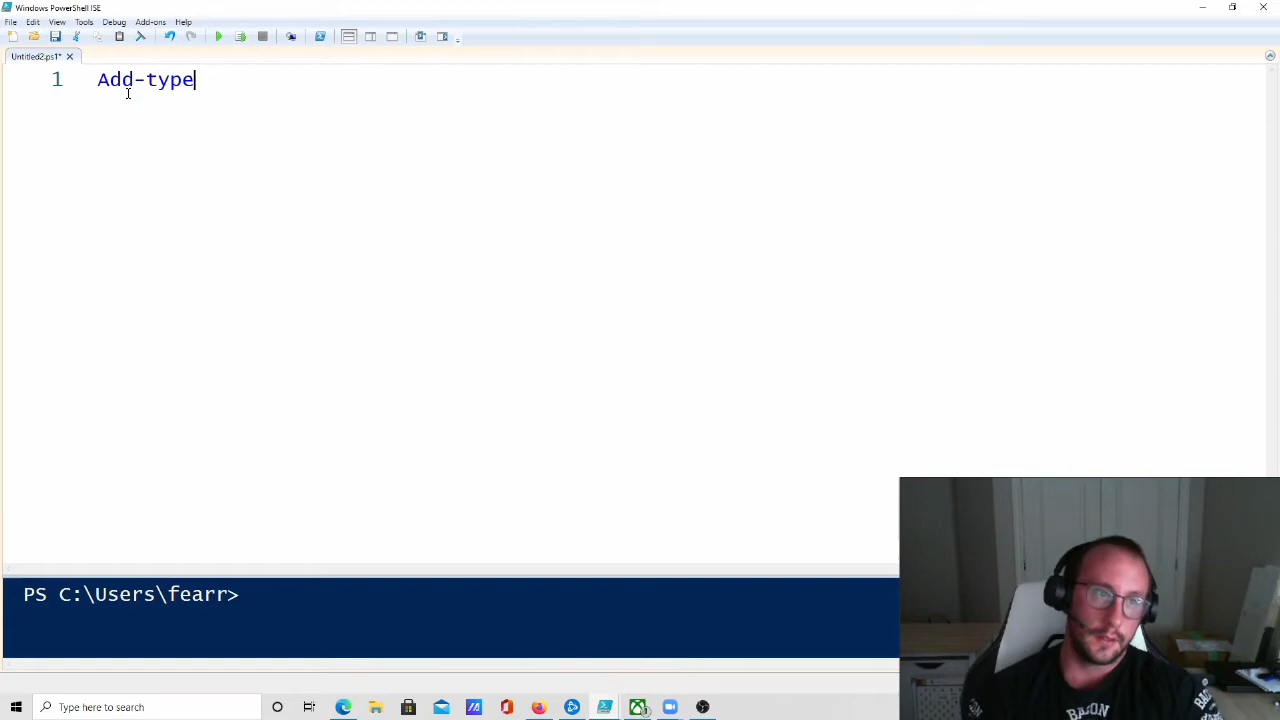 Windows PowerShell ISE
File Edit View Tools Debug Add-ons Help
Untitled2.ps1*
1 Add-type
PS C:\Users\fearr>
Type here to search
BACON